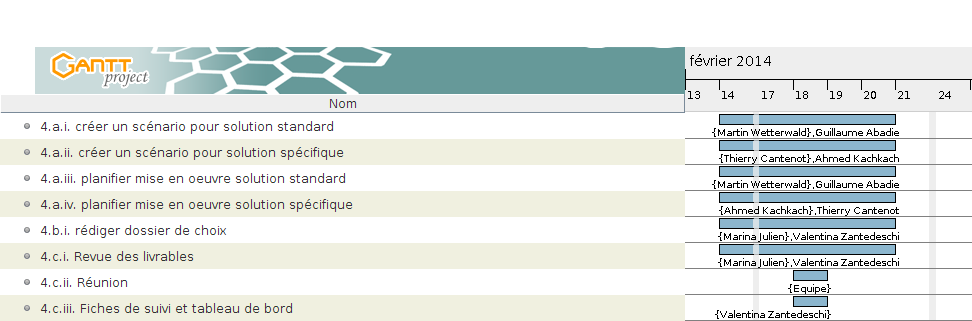 GANTT
project
février 2014
13 14 17 18 19 20 21 24
Nom
4.a.i. créer un scénario pour solution standard
{Martin Wetterwald},Guillaume Abadie
4.a.ii. créer un scénario pour solution spécifique
{Thierry Cantenot},Ahmed Kachkach
4.a.iii. planifier mise en oeuvre solution standard
{Martin Wetterwald},Guillaume Abadie
4.a.iv. planifier mise en oeuvre solution spécifique
{Ahmed Kachkach},Thierry Cantenot
4.b.i. rédiger dossier de choix
{Marina Julien},Valentina Zantedeschi
4.c.i. Revue des livrables
{Marina Julien},Valentina Zantedeschi
4.c.ii. Réunion
{Equipe}
4.c.iii. Fiches de suivi et tableau de bord
{Valentina Zantedeschi}